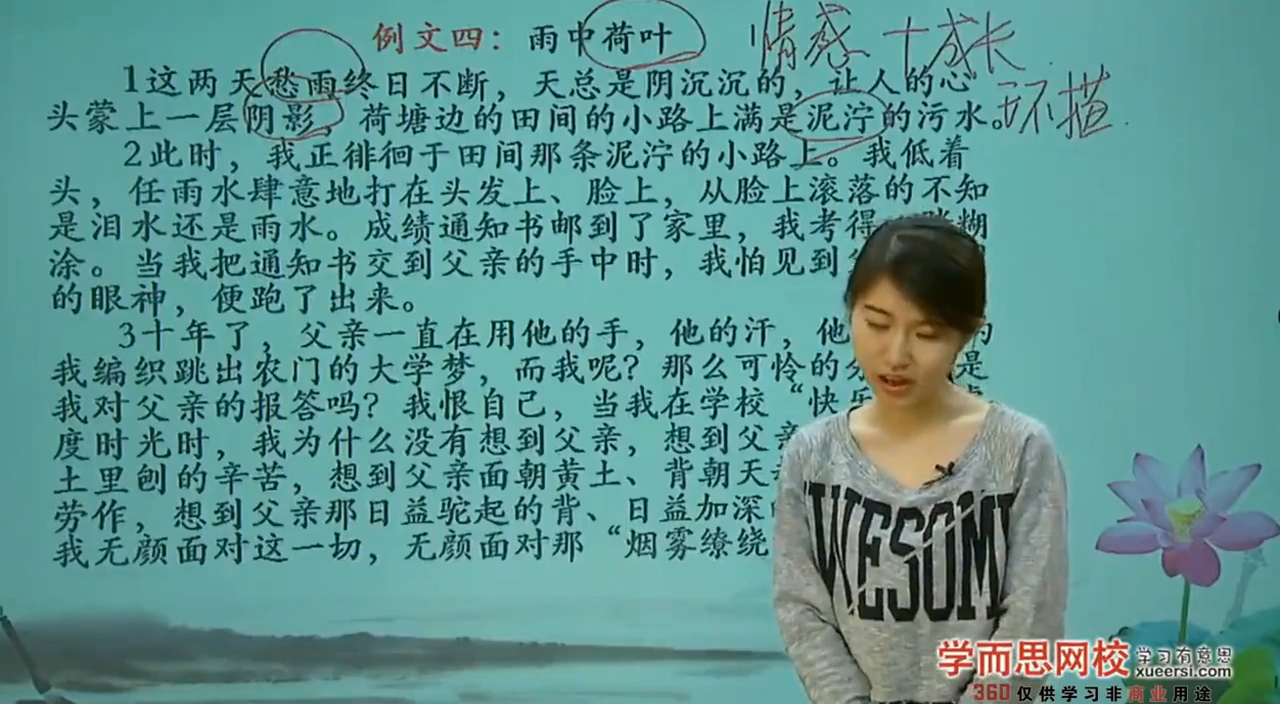 例文四：雨中荷叶
情感+成长
1这两天愁雨终日不断，天总是阴沉沉的，让人的心
头蒙上一层阴影，荷塘边的田间的小路上满是泥泞的污水。
环描
2此时，我正徘徊于田间那条泥泞的小路上。我低着
头，任雨水肆意地打在头发上、脸上，从脸上滚落的不知
是泪水还是雨水。成绩通知书邮到了家里，我考得 糊
涂。当我把通知书交到父亲的手中时，我怕见到
的眼神，便跑了出来。
3十年了，父亲一直在用他的手，他的汗，他 的
我编织跳出农门的大学梦，而我呢？那么可怜的 是
我对父亲的报答吗？我恨自己，当我在学校“快
度时光时，我为什么没有想到父亲，想到父
土里刨的辛苦，想到父亲面朝黄土、背朝天
劳作，想到父亲那日益驼起的背、日益加深
我无颜面对这一切，无颜面对那“烟雾缭绕
AWESOM
学而思网校 学习有意思
xueersi.com
360仅供学习非商业用途